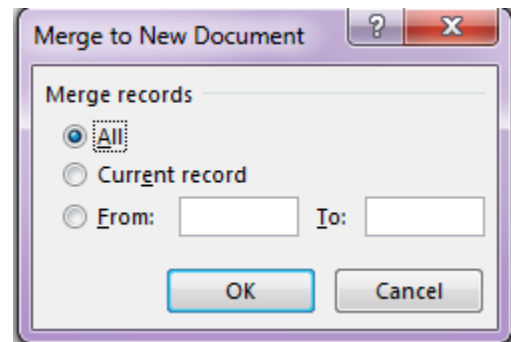 Merge to New Document ? X
Merge records
All
Current record
From: To:
OK Cancel